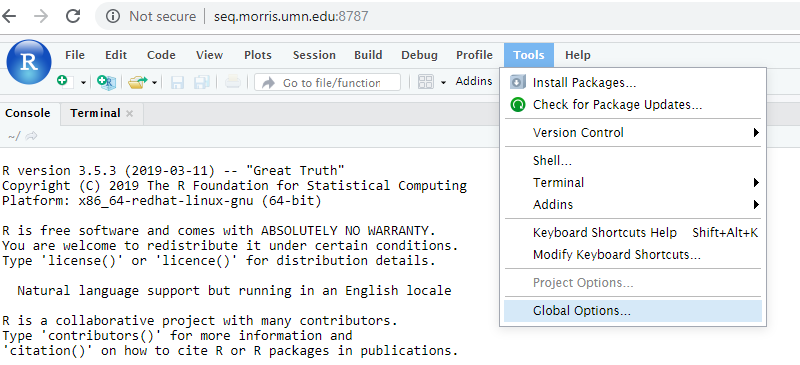 Not secure | seq.morris.umn.edu:8787
R File Edit Code View Plots Session Build Debug Profile Tools Help
Go to file/function Addins
Console Terminal
~/
R version 3.5.3 (2019-03-11) -- "Great Truth"
Copyright (C) 2019 The R Foundation for Statistical Computing
Platform: x86_64-redhat-linux-gnu (64-bit)
R is free software and comes with ABSOLUTELY NO WARRANTY.
You are welcome to redistribute it under certain conditions.
Type 'license()' or 'licence()' for distribution details.
Natural language support but running in an English locale
R is a collaborative project with many contributors.
Type 'contributors()' for more information and
'citation()' on how to cite R or R packages in publications.
Install Packages...
Check for Package Updates...
Version Control
Shell...
Terminal
Addins
Keyboard Shortcuts Help Shift+Alt+K
Modify Keyboard Shortcuts...
Project Options...
Global Options...